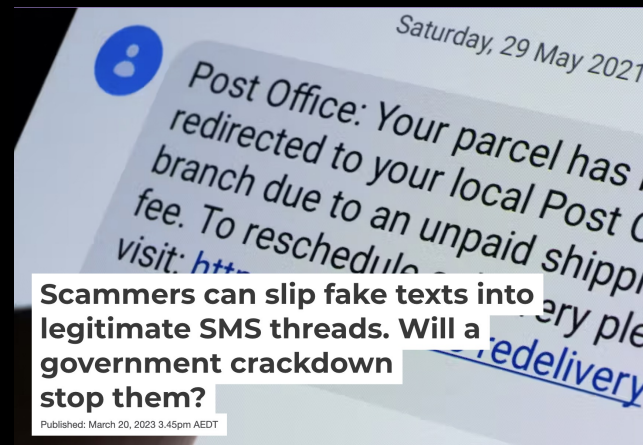 Saturday, 29 May 2021
Post Office: Your parcel has
redirected to your local Post
branch due to an unpaid
fee. To reschedule
visit:
redelivery
Scammers can slip fake texts into
legitimate SMS threads. Will a
government crackdown
stop them?
Published: March 20, 2023 3.45pm AEDT